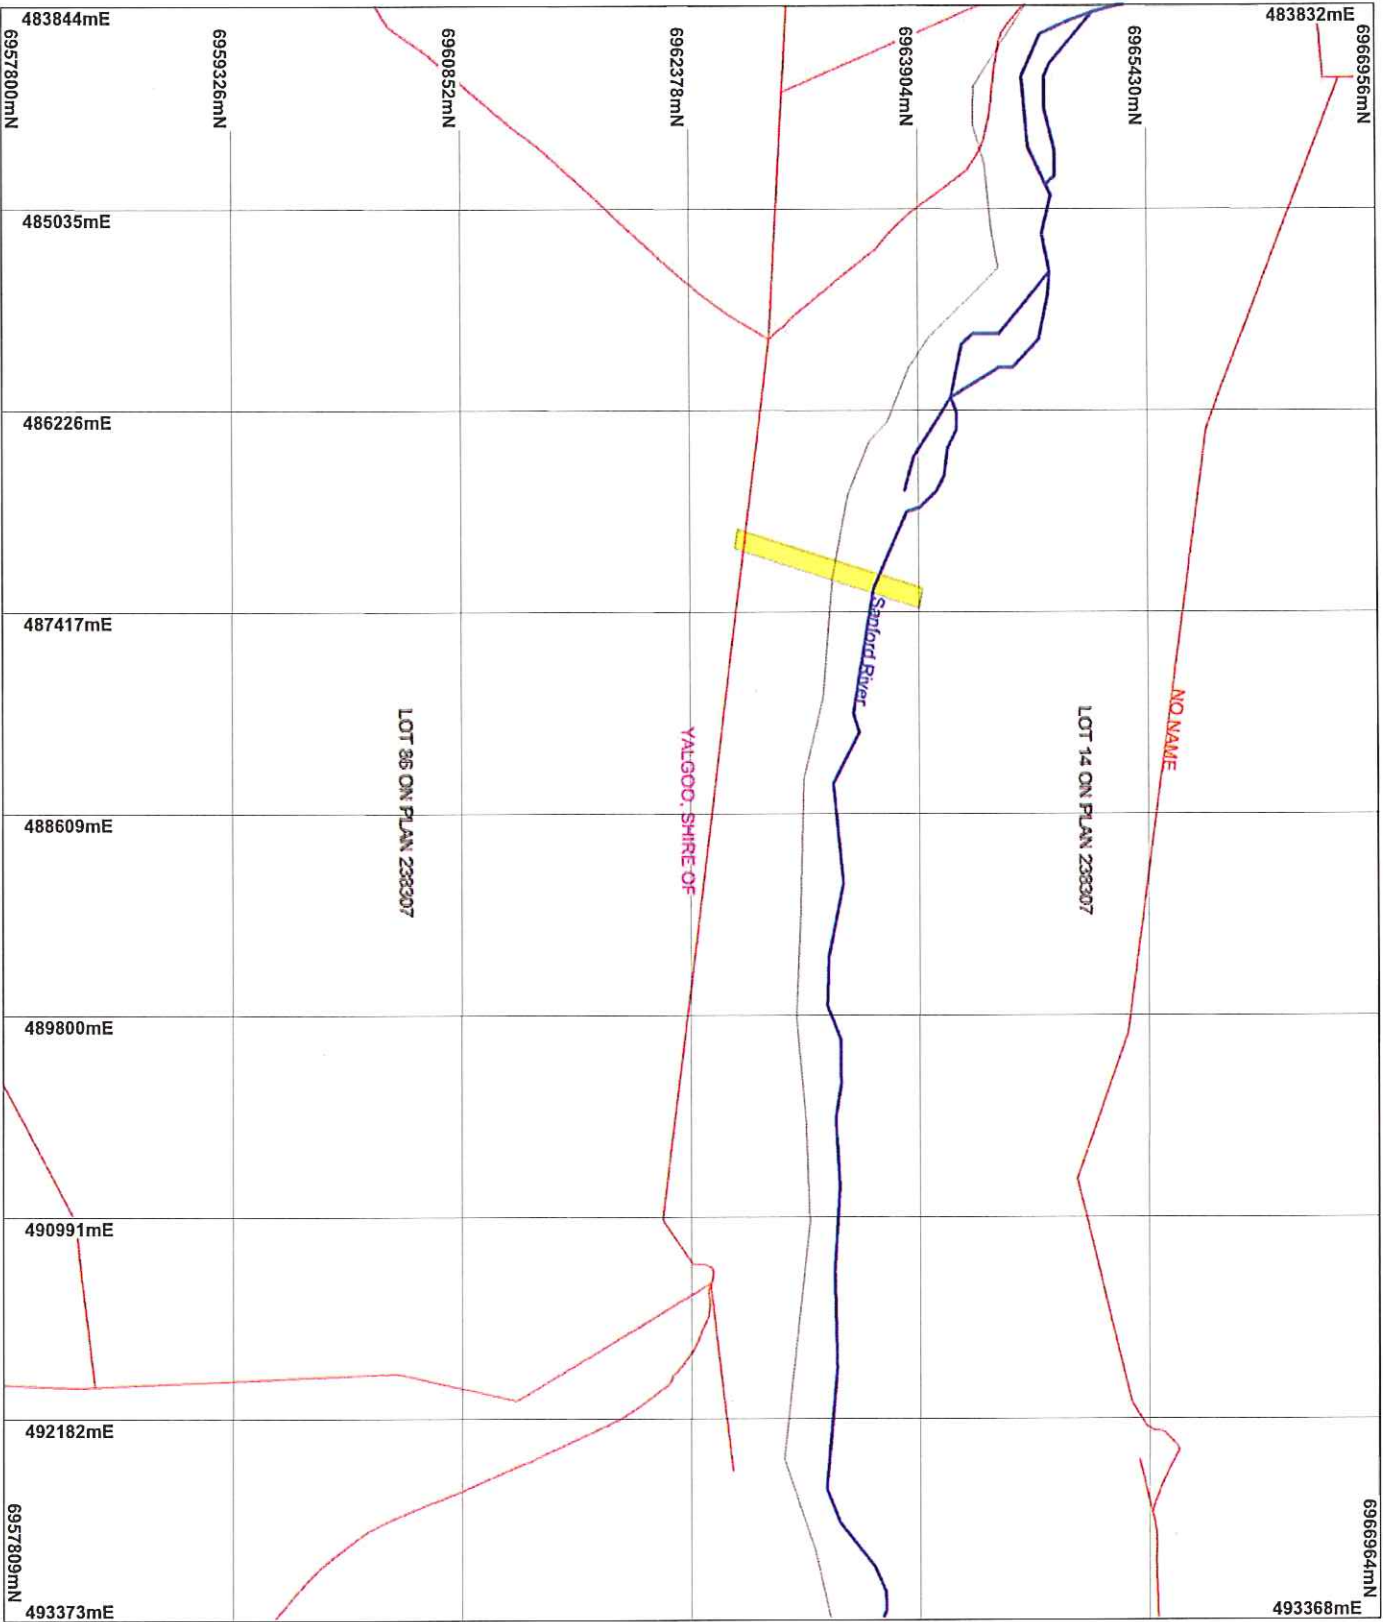 483844mE
483832mE
6957800mN
6959326mN
6960852mN
6962378mN
6963904mN
6965430mN
6966956mN
485035mE
486226mE
487417mE
Sanford River
NO NAME
LOT 86 ON PLAN 238307
YALGOO, SHIRE OF
LOT 14 ON PLAN 238307
488609mE
489800mE
490991mE
492182mE
6957809mN
6966964mN
493373mE
493368mE